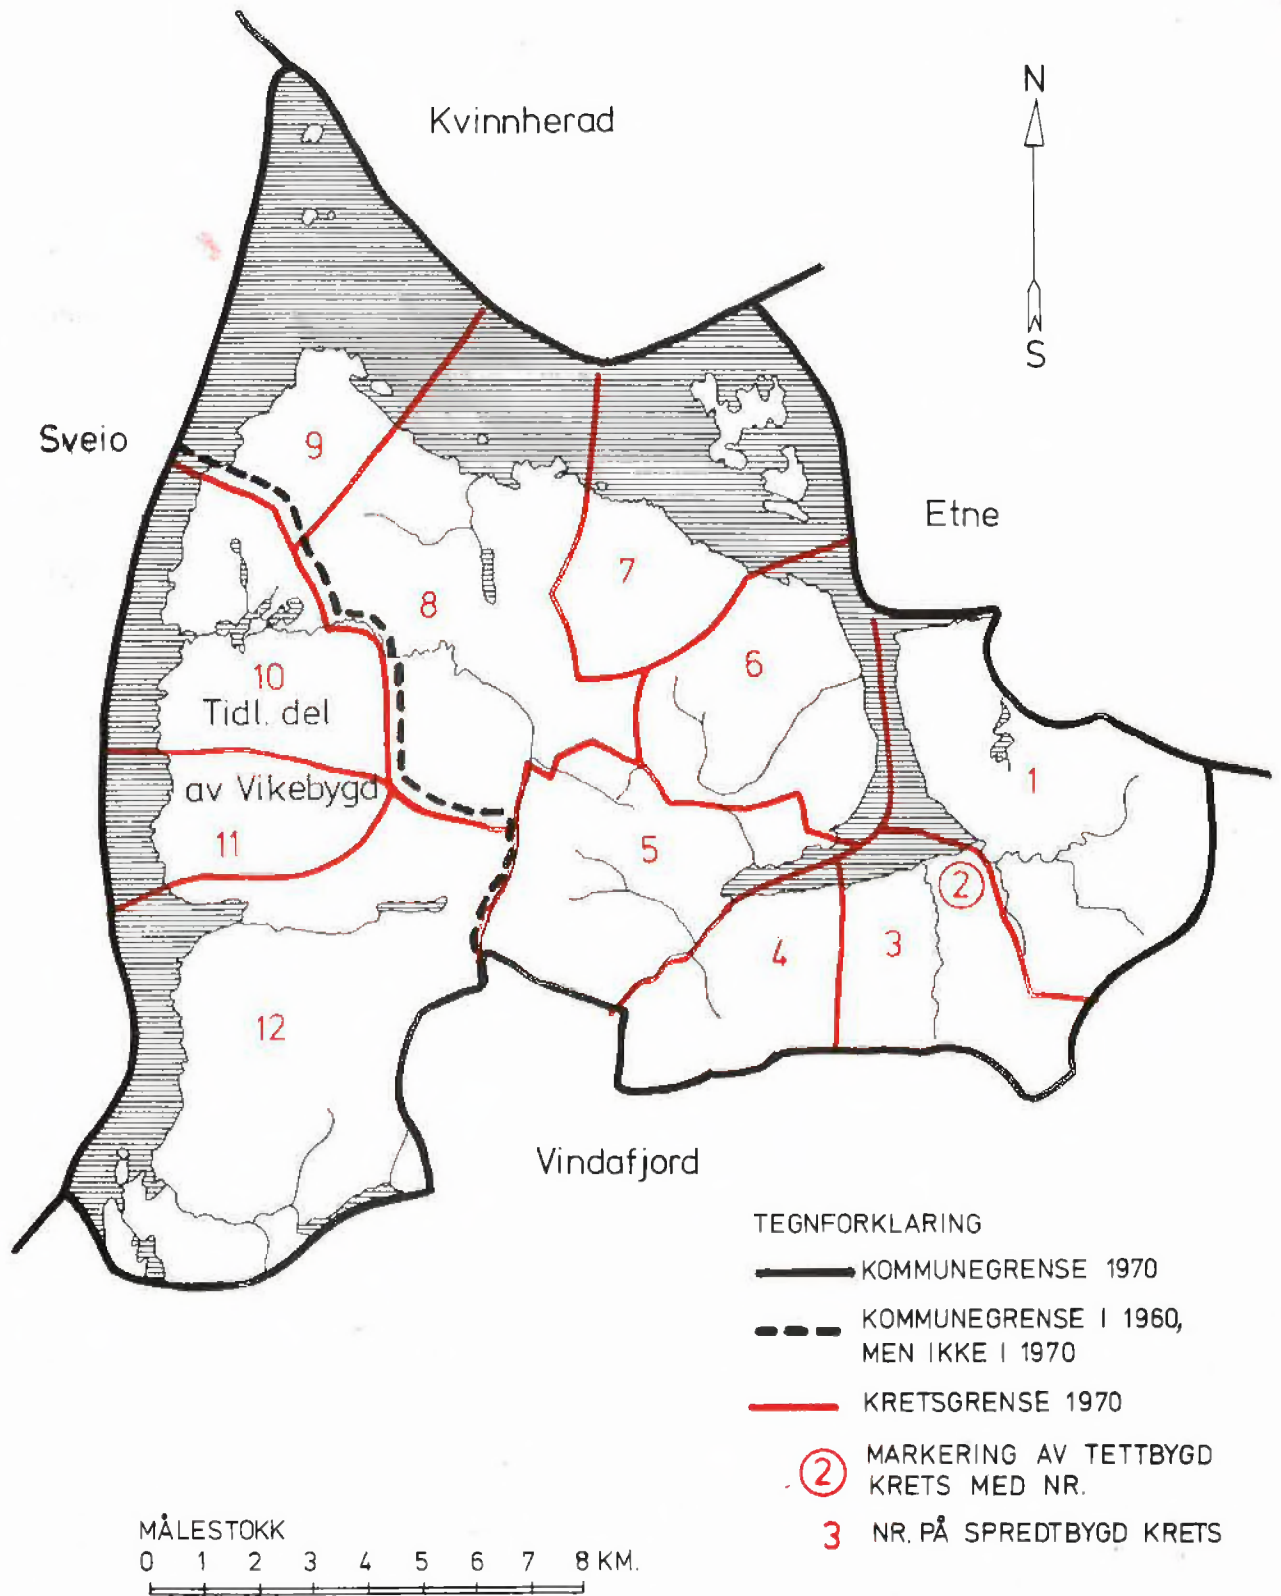 N
Kvinnherad
S
Sveio
9
Etne
7
8
6
10
Tidl. del
1
av Vikebygd
11
5
2
4
3
12
Vindafjord
TEGNFORKLARING
KOMMUNEGRENSE 1970
KOMMUNEGRENSE I 1960,
MEN IKKE I 1970
KRETSGRENSE 1970
2 MARKERING AV TETTBYGD
KRETS MED NR.
3 NR. PÅ SPREDTBYGD KRETS
MÅLESTOKK
0 1 2 3 4 5 6 7 8 KM.